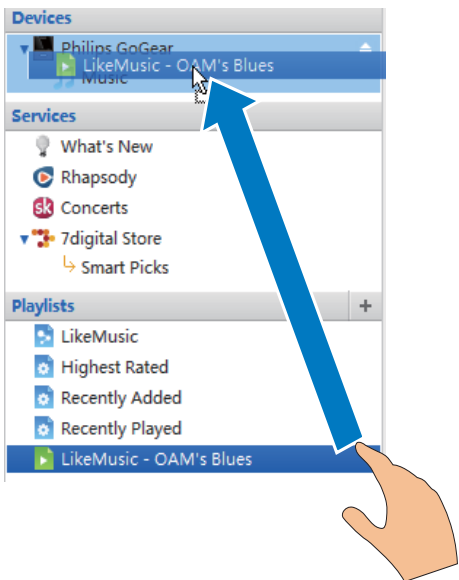 Devices
Philips GoGear
LikeMusic - OAM's Blues
Music
Services
What's New
Rhapsody
sk Concerts
7digital Store
Smart Picks
Playlists +
LikeMusic
Highest Rated
Recently Added
Recently Played
LikeMusic - OAM's Blues